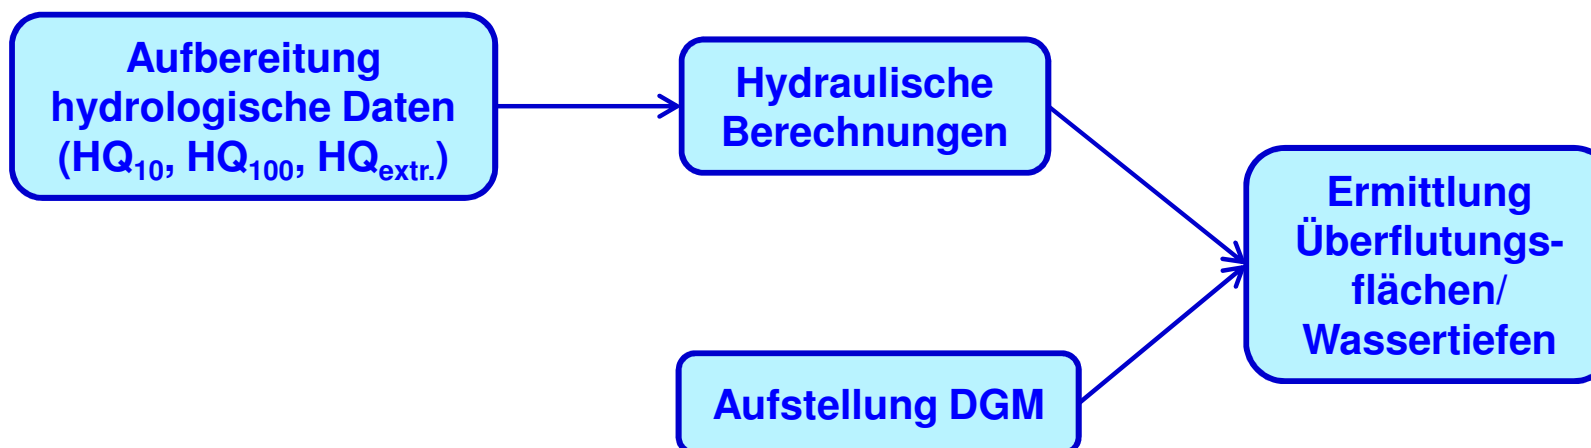 Aufbereitung
hydrologische Daten
(HQ10, HQ100, HQextr.)
Hydraulische
Berechnungen
Ermittlung
Überflutungs-
flächen/
Wassertiefen
Aufstellung DGM